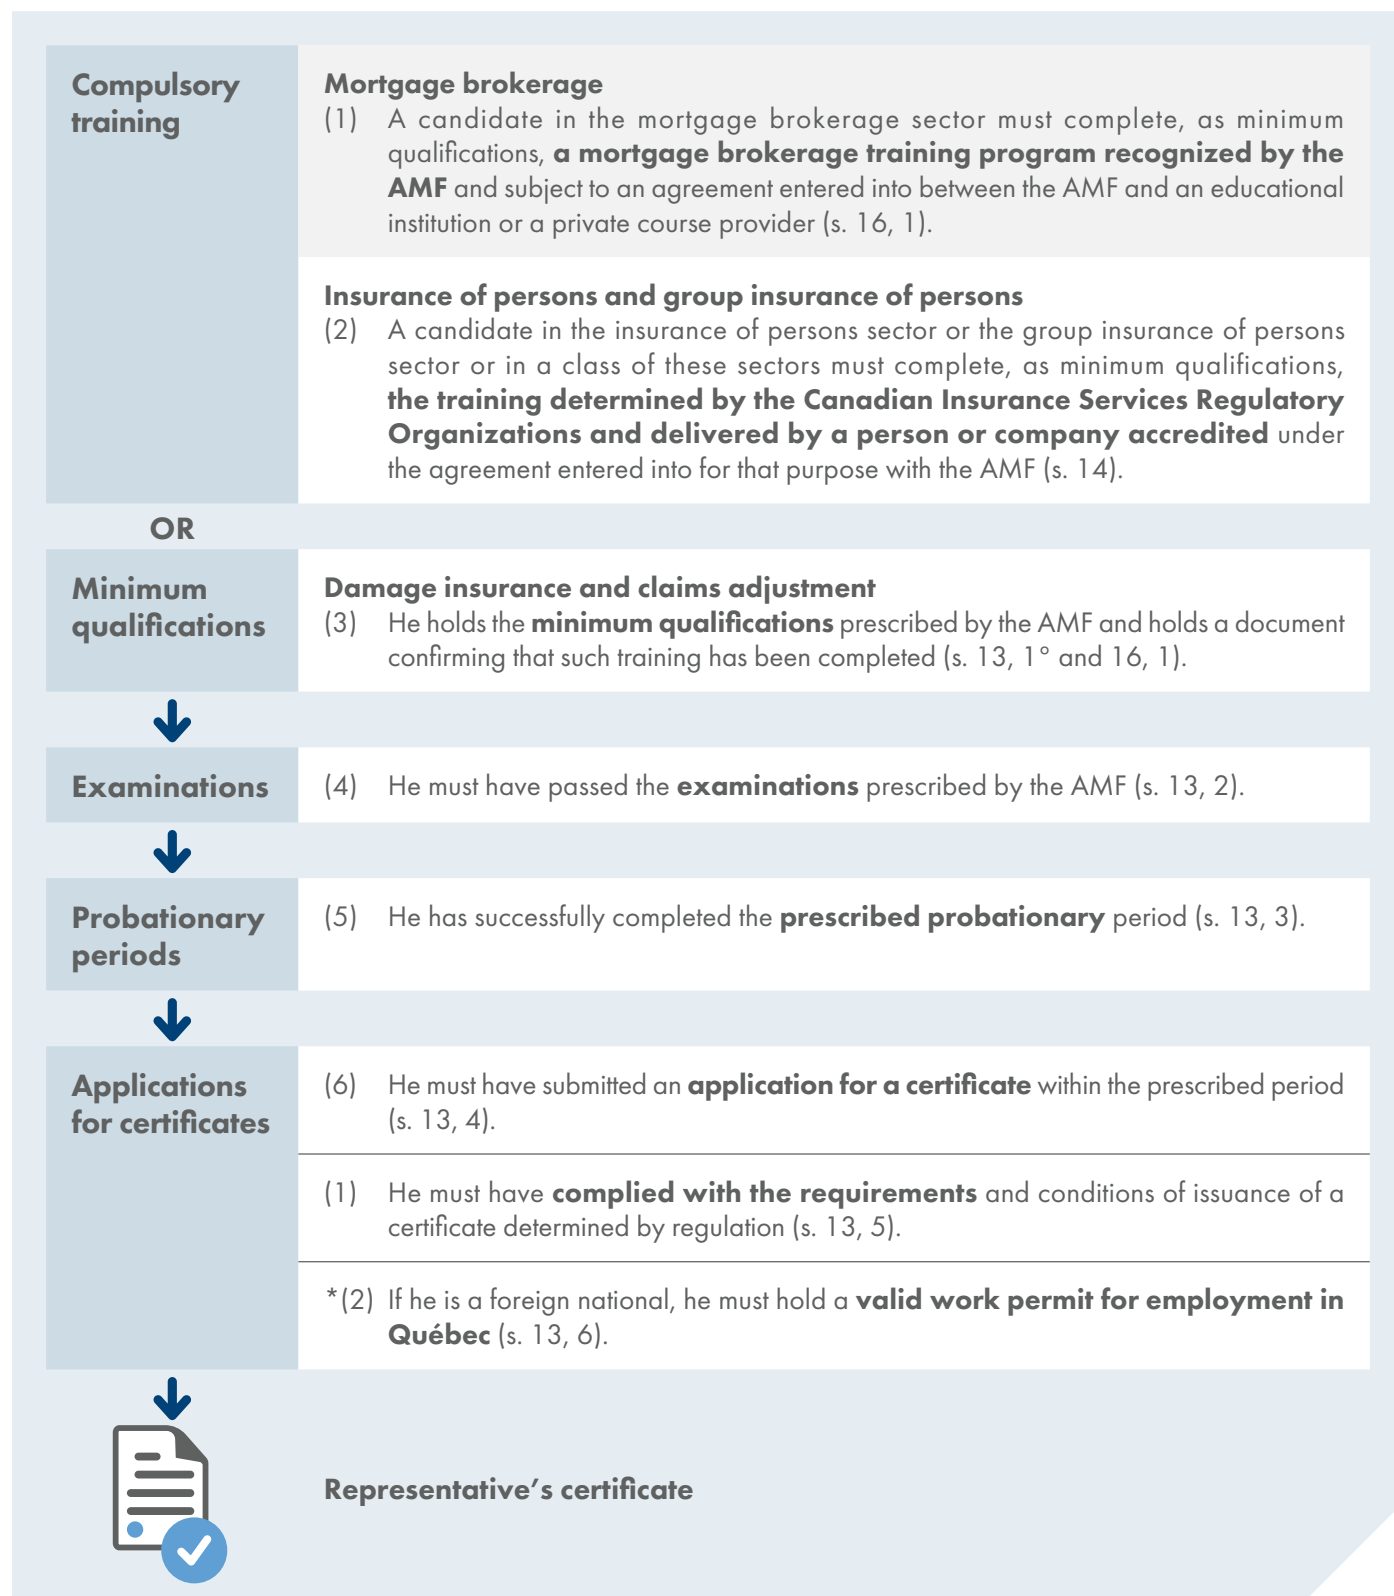 Compulsory
training
Mortgage brokerage
(1) A candidate in the mortgage brokerage sector must complete, as minimum
qualifications, a mortgage brokerage training program recognized by the
AMF and subject to an agreement entered into between the AMF and an educational
institution or a private course provider (s. 16, 1).
Insurance of persons and group insurance of persons
(2) A candidate in the insurance of persons sector or the group insurance of persons
sector or in a class of these sectors must complete, as minimum qualifications,
the training determined by the Canadian Insurance Services Regulatory
Organizations and delivered by a person or company accredited under
the agreement entered into for that purpose with the AMF (s. 14).
OR
Minimum
qualifications
Damage insurance and claims adjustment
(3) He holds the minimum qualifications prescribed by the AMF and holds a document
confirming that such training has been completed (s. 13, 1° and 16, 1).
Examinations
(4) He must have passed the examinations prescribed by the AMF (s. 13, 2).
Probationary
periods
(5) He has successfully completed the prescribed probationary period (s. 13, 3).
Applications
for certificates
(6) He must have submitted an application for a certificate within the prescribed period
(s. 13, 4).
(1) He must have complied with the requirements and conditions of issuance of a
certificate determined by regulation (s. 13, 5).
*(2) If he is a foreign national, he must hold a valid work permit for employment in
Québec (s. 13, 6).
Representative’s certificate